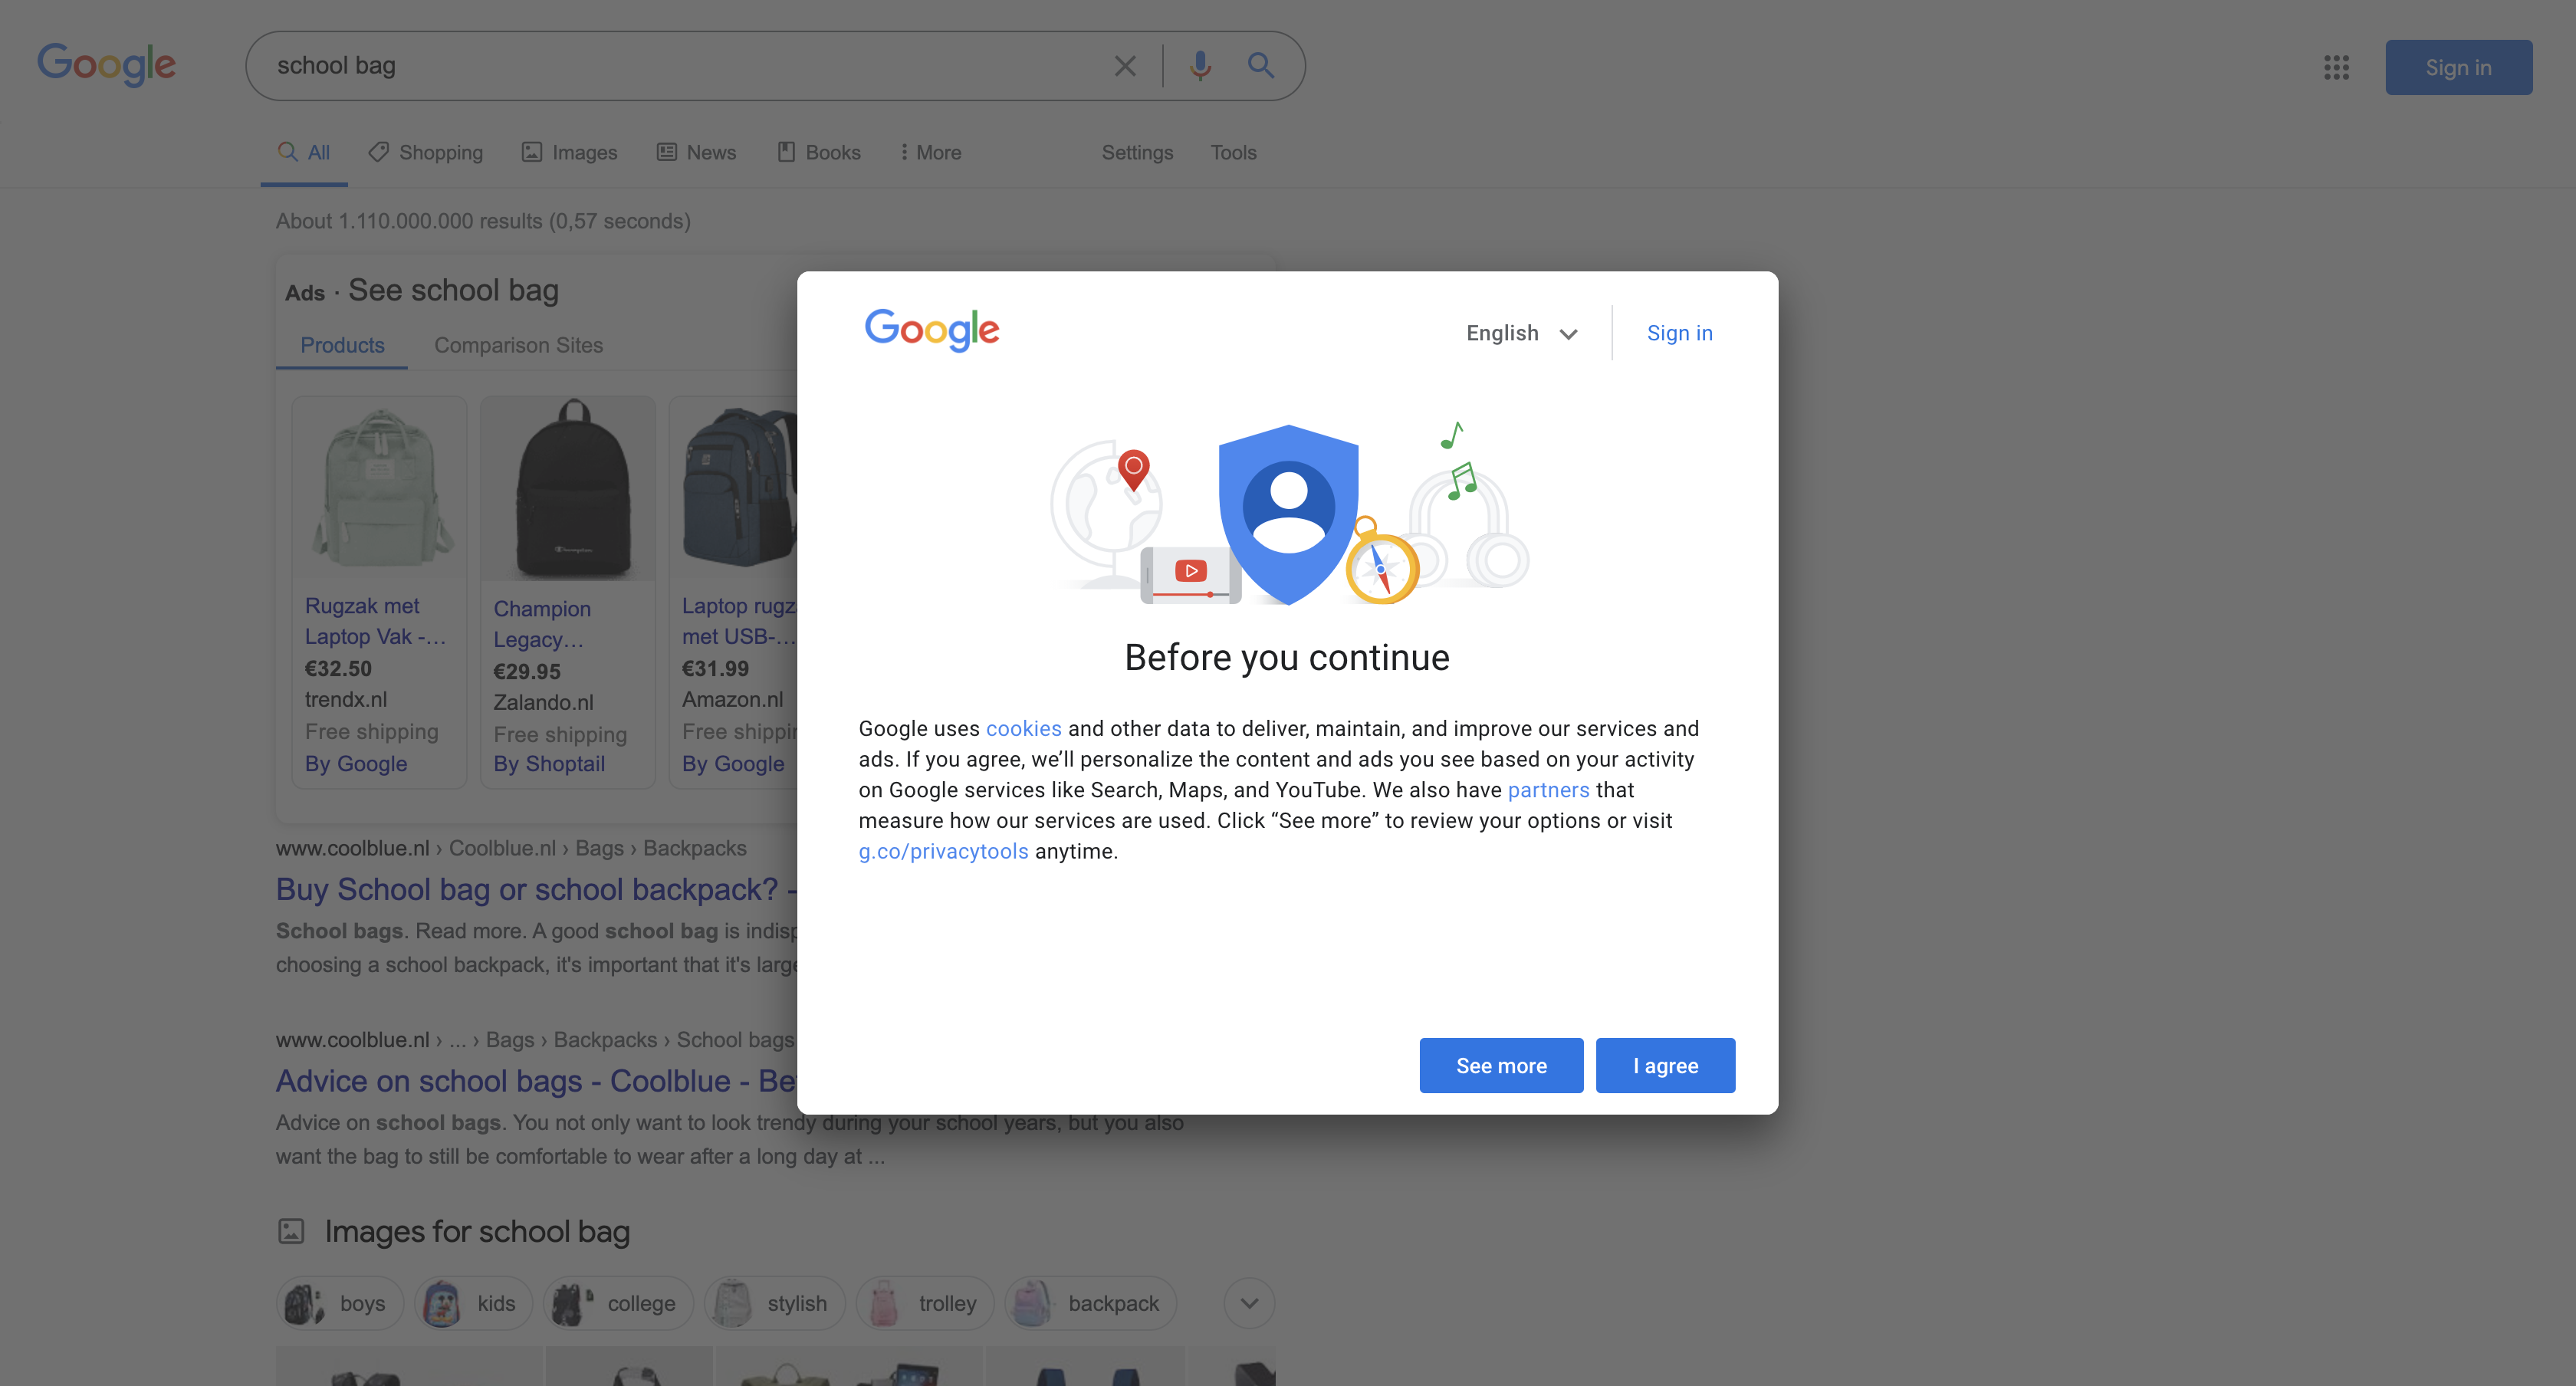 Google
school bag
Sign in
All
Shopping
Images
News
Books
More
Settings
Tools
About 1.110.000.000 results (0,57 seconds)
Ads · See school bag
Products
Comparison Sites
Rugzak met
Laptop Vak -...
€32.50
trendx.nl
Free shipping
By Google
Champion
Legacy...
€29.95
Zalando.nl
Free shipping
By Shoptail
Laptop
met USB-...
€31.99
Amazon.nl
Free
By Google
www.coolblue.nl › Coolblue.nl › Bags › Backpacks
Buy School bag or school backpack? -
School bags. Read more. A good school bag is
choosing a school backpack, it's important that it's
www.coolblue.nl › ... › Bags › Backpacks › School bags
Advice on school bags - Coolblue -
Advice on school bags. You not only want to look trendy during your school years, but you also
want the bag to still be comfortable to wear after a long day at ...
Images for school bag
boys
kids
college
stylish
trolley
backpack
Google
English
Sign in
Before you continue
Google uses cookies and other data to deliver, maintain, and improve our services and
ads. If you agree, we’ll personalize the content and ads you see based on your activity
on Google services like Search, Maps, and YouTube. We also have partners that
measure how our services are used. Click “See more” to review your options or visit
g.co/privacytools anytime.
See more
I agree